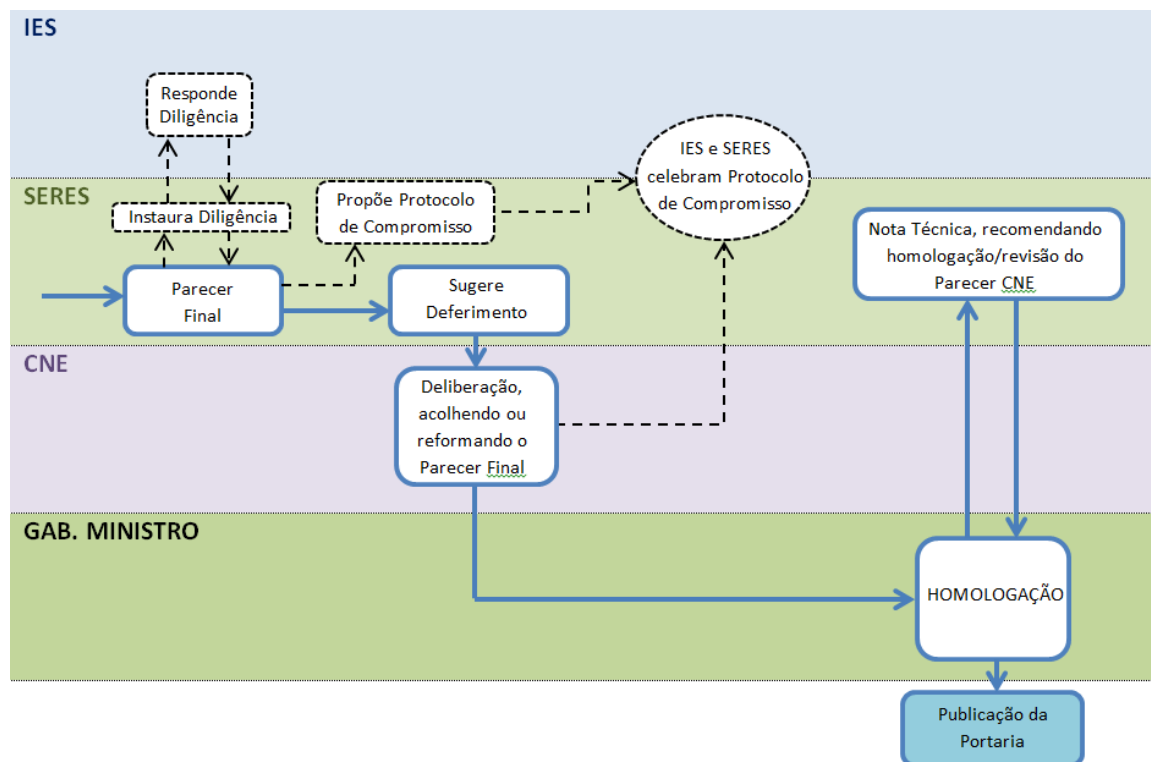 IES
Responde
Diligência
IES e SERES
celebram Protocolo
de Compromisso
SERES
Instaura Diligência
Propõe Protocolo
de Compromisso
Nota Técnica, recomendando
homologação/revisão do
Parecer CNE
Parecer
Final
Sugere
Deferimento
CNE
Deliberação,
acolhendo ou
reformando o
Parecer Final
GAB. MINISTRO
HOMOLOGAÇÃO
Publicação da
Portaria